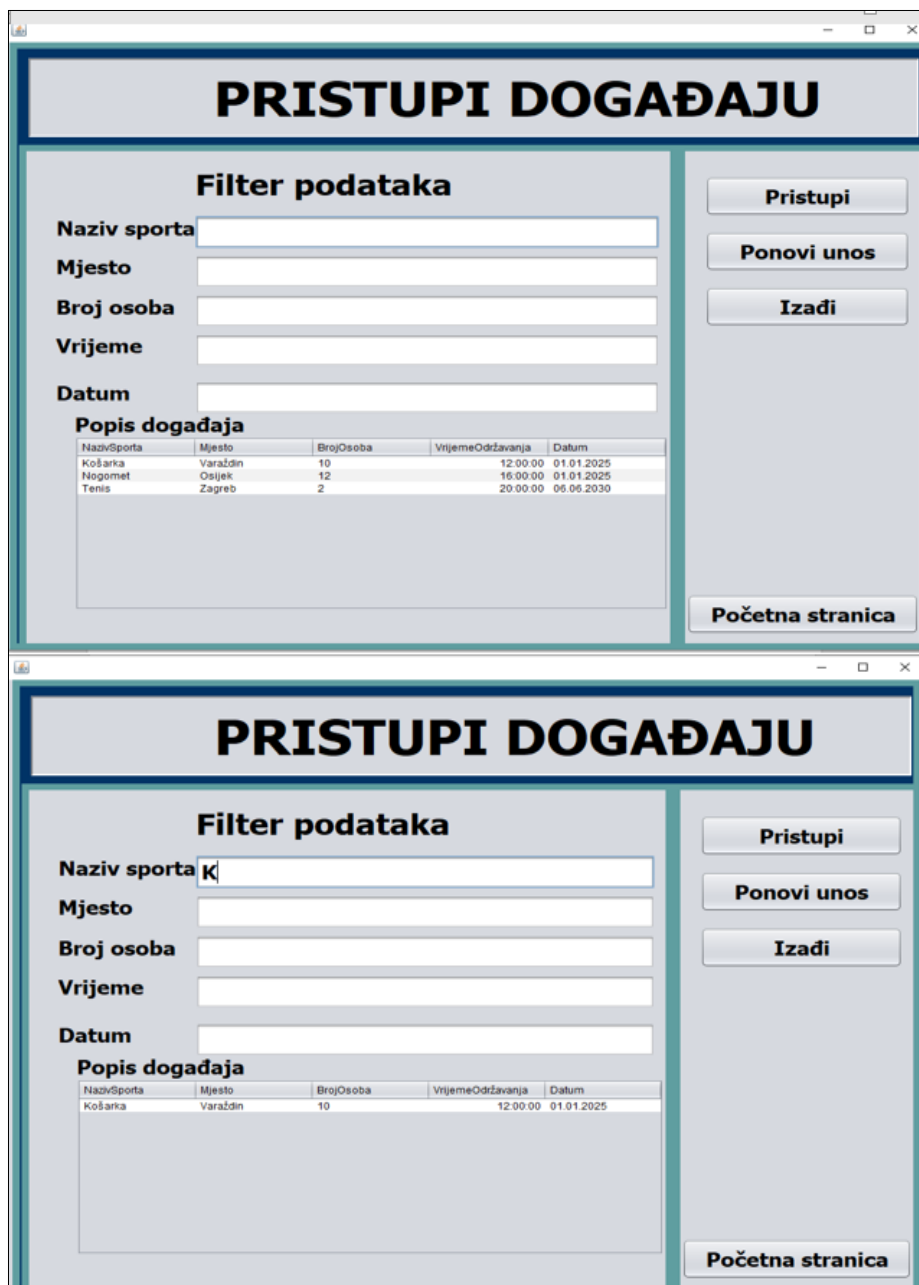 PRISTUPI DOGAĐAJU
Filter podataka
Naziv sporta
Mjesto
Broj osoba
Vrijeme
Datum
Popis događaja
NazivSporta Mjesto BrojOsoba VrijemeOdržavanja Datum
Košarka Varaždin 10 12:00:00 01.01.2025
Nogomet Osijek 12 16:00:00 01.01.2025
Tenis Zagreb 2 20:00:00 06.06.2030
Pristupi
Ponovi unos
Izađi
Početna stranica
PRISTUPI DOGAĐAJU
Filter podataka
Naziv sporta K
Mjesto
Broj osoba
Vrijeme
Datum
Popis događaja
NazivSporta Mjesto BrojOsoba VrijemeOdržavanja Datum
Košarka Varaždin 10 12:00:00 01.01.2025
Pristupi
Ponovi unos
Izađi
Početna stranica